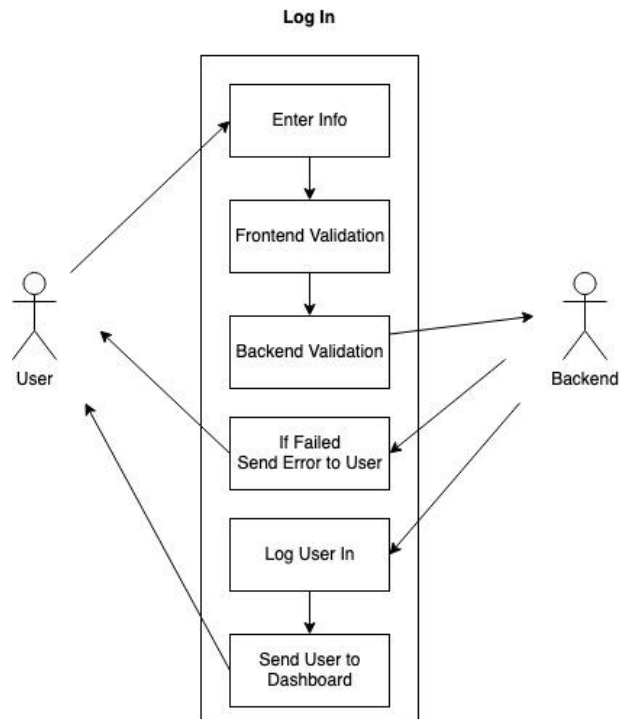 Log In
Enter Info
Frontend Validation
Backend Validation
User
Backend
If Failed
Send Error to User
Log User In
Send User to
Dashboard